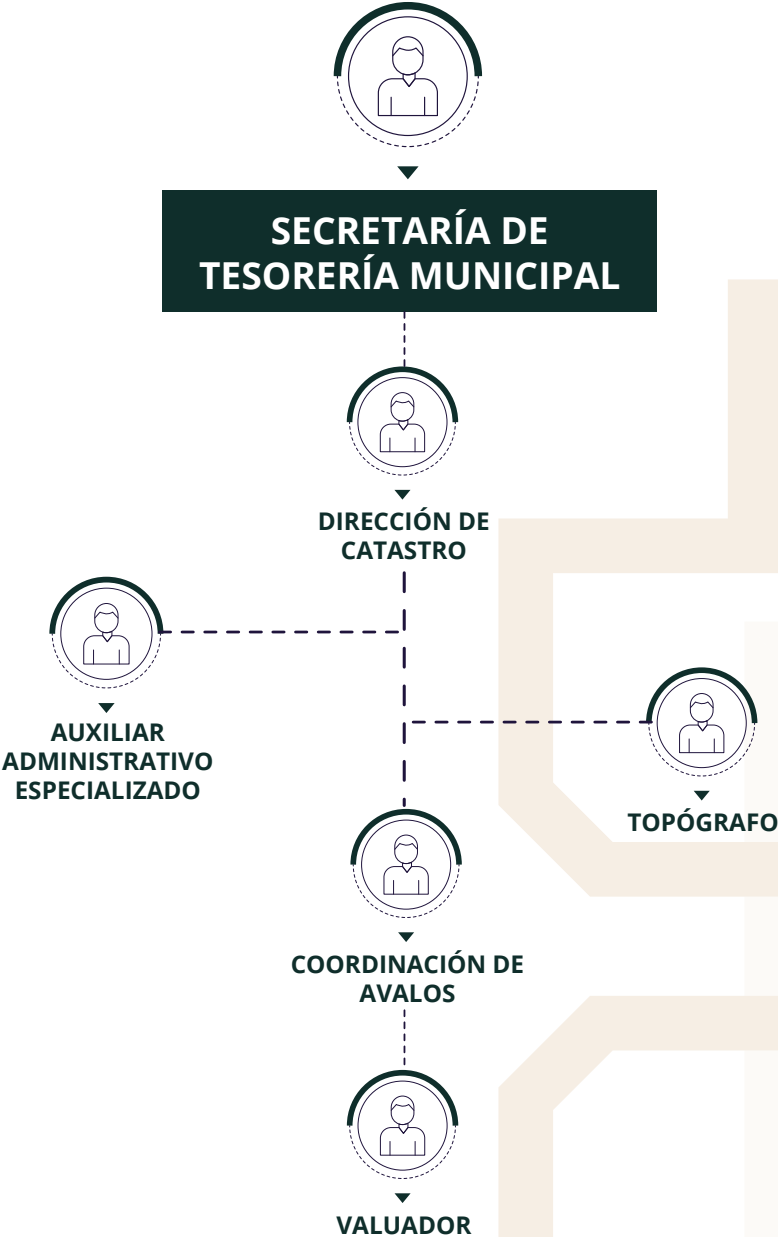 SECRETARÍA DE
TESORERÍA MUNICIPAL
DIRECCIÓN DE
CATASTRO
AUXILIAR
ADMINISTRATIVO
ESPECIALIZADO
TOPÓGRAFO
COORDINACIÓN DE
AVALOS
VALUADOR